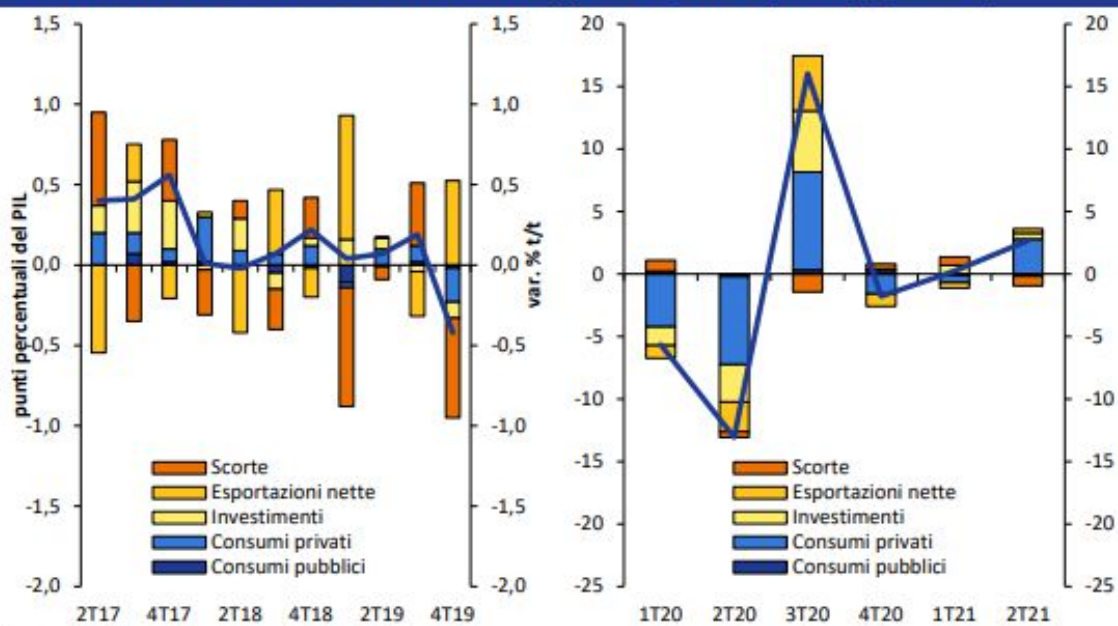 punti percentuali del PIL
1,5
1,0
0,5
0,0
-0,5
-1,0
-1,5
-2,0
1,5
1,0
0,5
0,0
-0,5
-1,0
-1,5
-2,0
Scorte
Esportazioni nette
Investimenti
Consumi privati
Consumi pubblici
2T17 4T17 2T18 4T18 2T19 4T19
var. % t/t
20
15
10
5
0
-5
-10
-15
-20
-25
20
15
10
5
0
-5
-10
-15
-20
-25
Scorte
Esportazioni nette
Investimenti
Consumi privati
Consumi pubblici
1T20 2T20 3T20 4T20 1T21 2T21